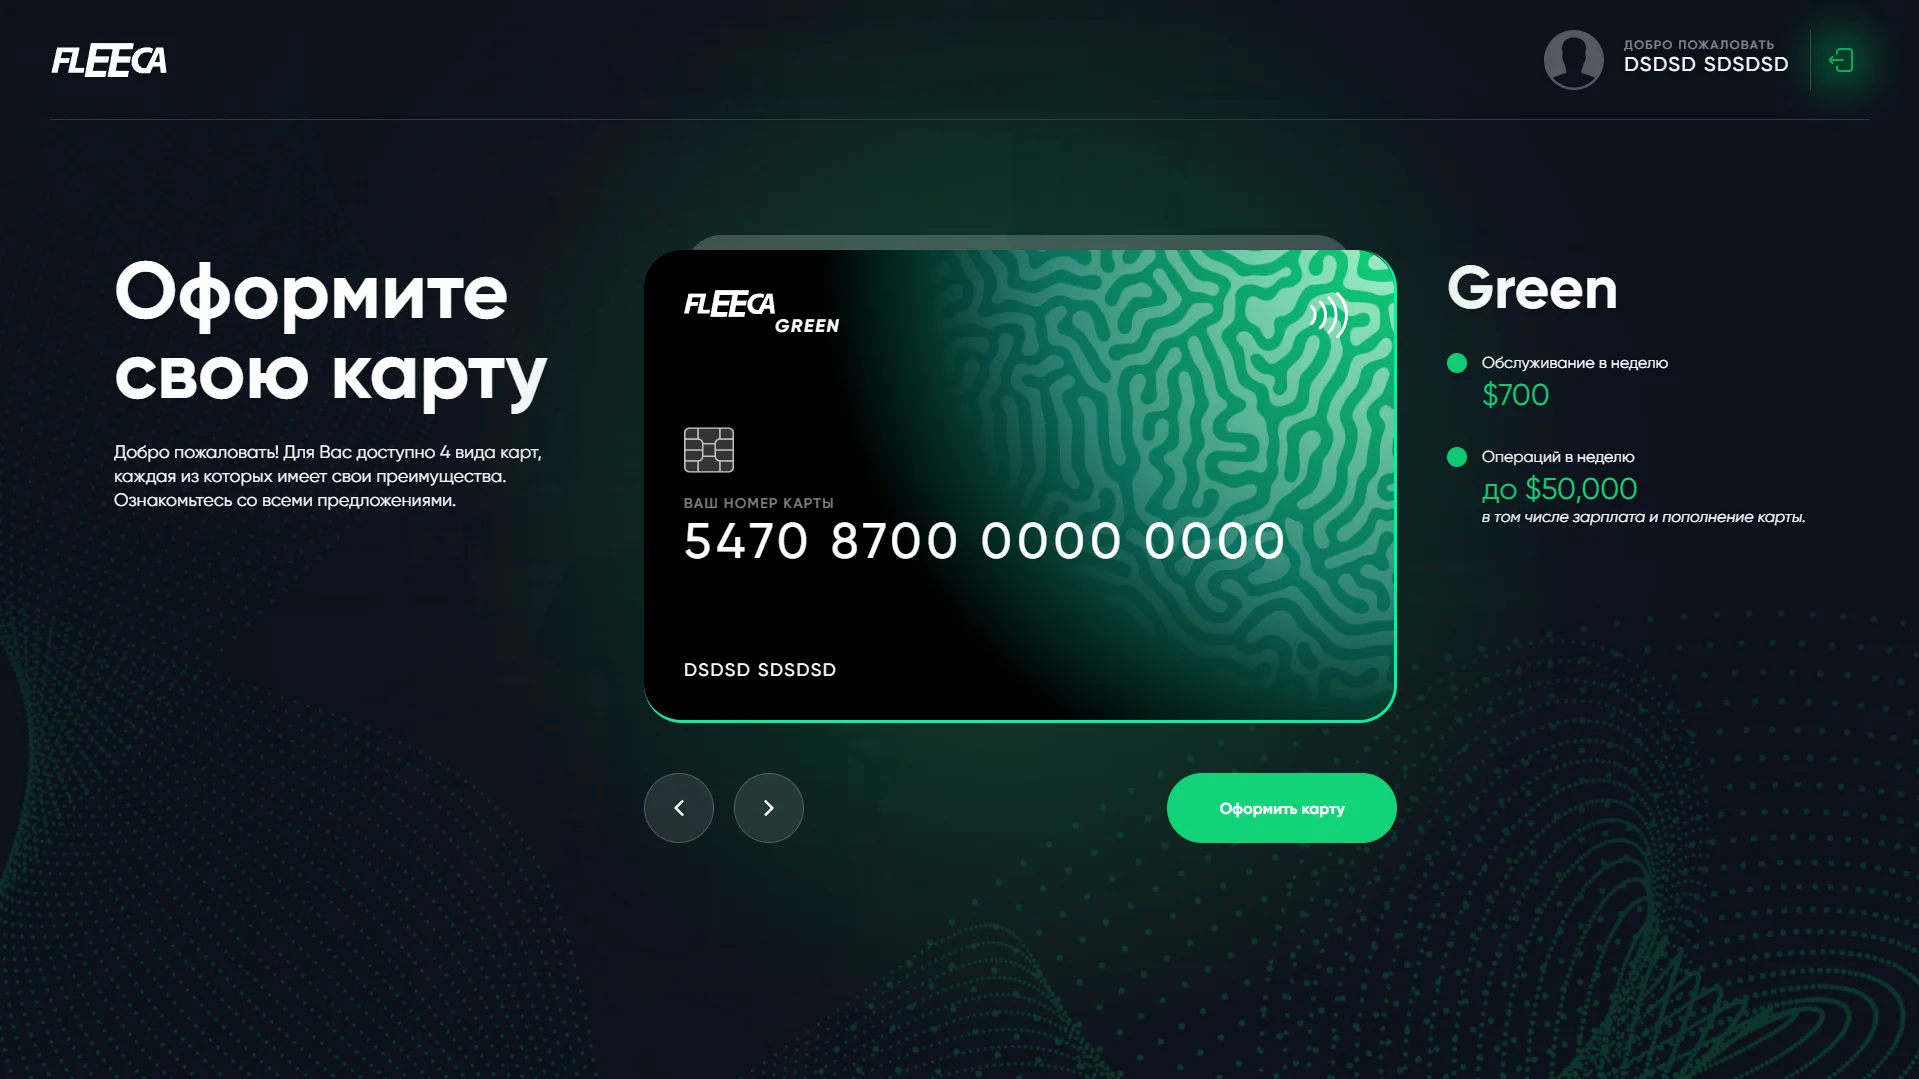 FLEECA
ДОБРО ПОЖАЛОВАТЬ
DSDSD SDSDSD
Оформите
свою карту
Добро пожаловать! Для Вас доступно 4 вида карт,
каждая из которых имеет свои преимущества.
Ознакомьтесь со всеми предложениями.
FLEECA
GREEN
ВАШ НОМЕР КАРТЫ
5470 8700 0000 0000
DSDSD SDSDSD
Green
Обслуживание в неделю
$700
Операций в неделю
до $50,000
в том числе зарплата и пополнение карты.
Оформить карту